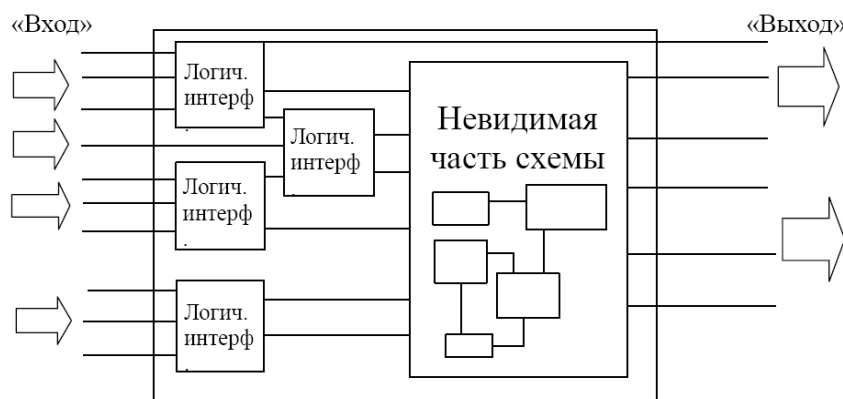 «Вход»
«Выход»
Логич.
интерф
.
Логич.
интерф
.
Логич.
интерф
.
Логич.
интерф
.
Невидимая
часть схемы